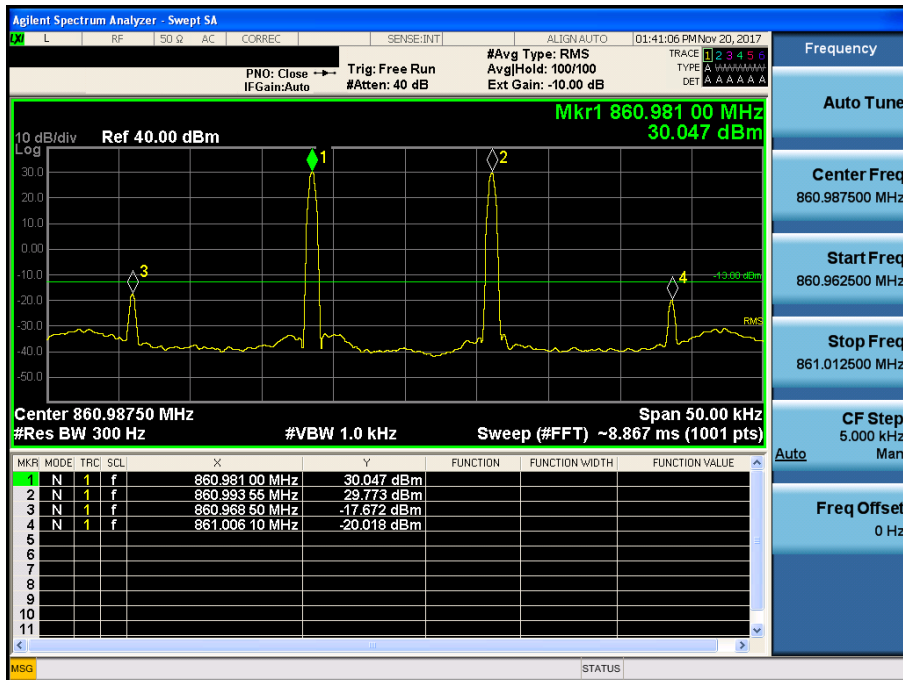 Agilent Spectrum Analyzer - Swept SA
LXI L RF 50 Ω AC CORREC SENSE:INT ALIGN AUTO 01:41:06 PM Nov 20, 2017
PNO: Close
IFGain:Auto
Trig: Free Run
#Atten: 40 dB
#Avg Type: RMS
Avg|Hold: 100/100
Ext Gain: -10.00 dB
TRACE 1 2 3 4 5 6
TYPE A WWWWW
DET A A A A A A
Mkr1 860.981 00 MHz
30.047 dBm
10 dB/div Ref 40.00 dBm
Log
30.0
20.0
10.0
0.00
-10.0
-20.0
-30.0
-40.0
-50.0
1
2
3
4
-13.00 dBm
RMS
Center 860.98750 MHz Span 50.00 kHz
#Res BW 300 Hz #VBW 1.0 kHz Sweep (#FFT) ~8.867 ms (1001 pts)
MKR MODE TRC SCL X Y FUNCTION FUNCTION WIDTH FUNCTION VALUE
1 N 1 f 860.981 00 MHz 30.047 dBm
2 N 1 f 860.993 55 MHz 29.773 dBm
3 N 1 f 860.968 50 MHz -17.672 dBm
4 N 1 f 861.006 10 MHz -20.018 dBm
5
6
7
8
9
10
11
MSG STATUS
Frequency
Auto Tune
Center Freq
860.987500 MHz
Start Freq
860.962500 MHz
Stop Freq
861.012500 MHz
CF Step
5.000 kHz
Auto Man
Freq Offset
0 Hz